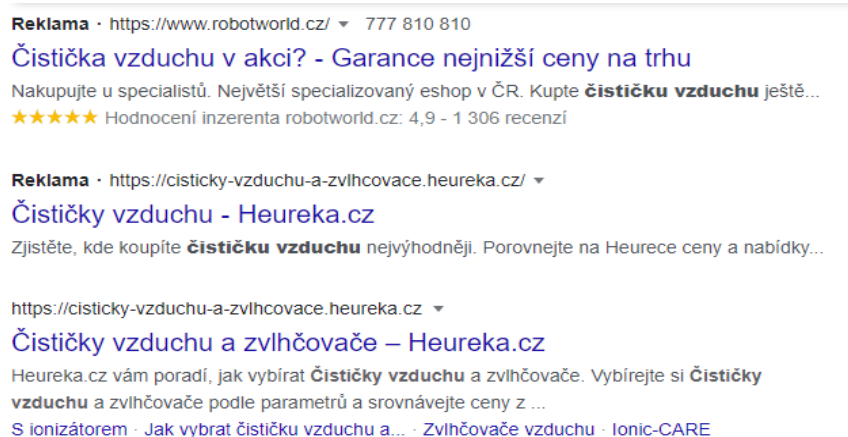 Reklama · https://www.robotworld.cz/ 777 810 810
Čistička vzduchu v akci? - Garance nejnižší ceny na trhu
Nakupujte u specialistů. Největší specializovaný eshop v ČR. Kupte čističku vzduchu ještě...
★★★★★ Hodnocení inzerenta robotworld.cz: 4,9 - 1 306 recenzí
Reklama · https://cisticky-vzduchu-a-zvlhcovace.heureka.cz/
Čističky vzduchu - Heureka.cz
Zjistěte, kde koupíte čističku vzduchu nejvýhodněji. Porovnejte na Heurece ceny a nabídky...
https://cisticky-vzduchu-a-zvlhcovace.heureka.cz
Čističky vzduchu a zvlhčovače – Heureka.cz
Heureka.cz vám poradí, jak vybírat Čističky vzduchu a zvlhčovače. Vybírejte si Čističky
vzduchu a zvlhčovače podle parametrů a srovnávejte ceny z ...
S ionizátorem · Jak vybrat čističku vzduchu a... · Zvlhčovače vzduchu · Ionic-CARE